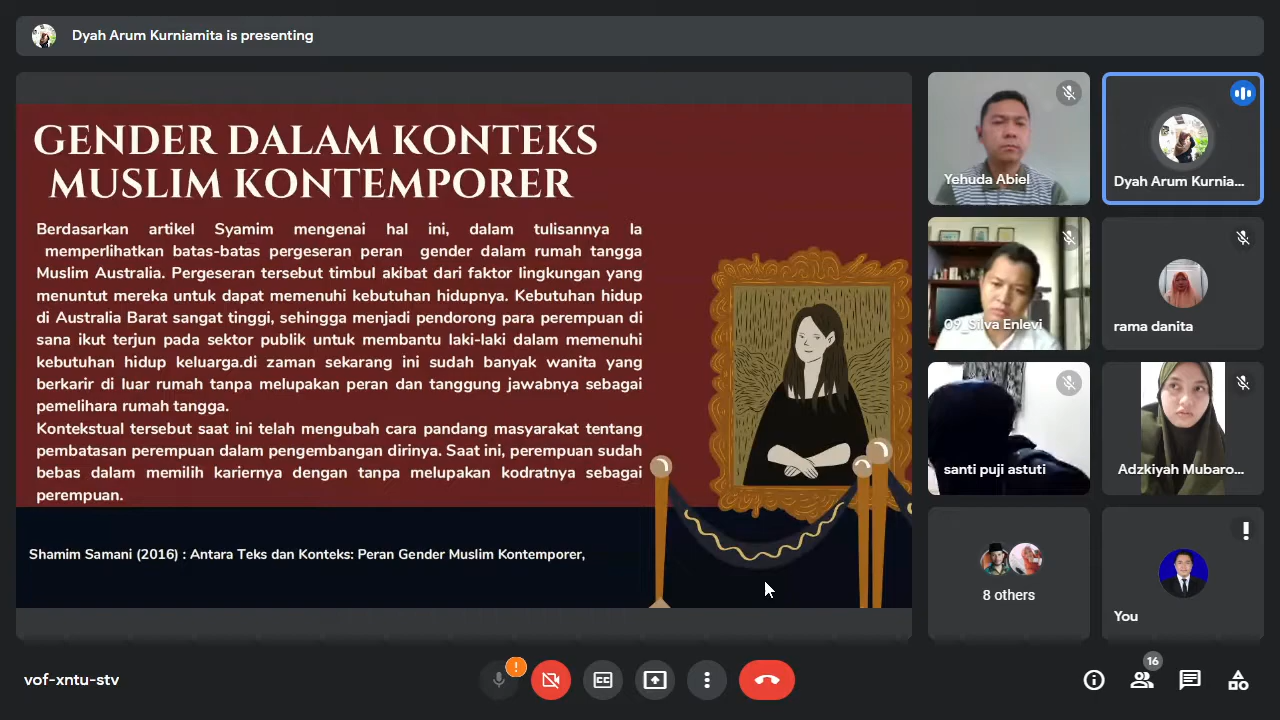 Dyah Arum Kurniamita is presenting
GENDER DALAM KONTEKS
MUSLIM KONTEMPORER
Berdasarkan artikel Syamim mengenai hal ini, dalam tulisannya Ia
memperlihatkan batas-batas pergeseran peran gender dalam rumah tangga
Muslim Australia. Pergeseran tersebut timbul akibat dari faktor lingkungan yang
menuntut mereka untuk dapat memenuhi kebutuhan hidupnya. Kebutuhan hidup
di Australia Barat sangat tinggi, sehingga menjadi pendorong para perempuan di
sana ikut terjun pada sektor publik untuk membantu laki-laki dalam memenuhi
kebutuhan hidup keluarga.di zaman sekarang ini sudah banyak wanita yang
berkarir di luar rumah tanpa melupakan peran dan tanggung jawabnya sebagai
pemelihara rumah tangga.
Kontekstual tersebut saat ini telah mengubah cara pandang masyarakat tentang
pembatasan perempuan dalam pengembangan dirinya. Saat ini, perempuan sudah
bebas dalam memilih kariernya dengan tanpa melupakan kodratnya sebagai
perempuan.
Shamim Samani (2016) : Antara Teks dan Konteks: Peran Gender Muslim Kontemporer,
Yehuda Abiel
Dyah Arum Kurnia...
09_Silva Enlevi
rama danita
santi puji astuti
Adzkiyah Mubaro...
8 others
You
vof-xntu-stv
16